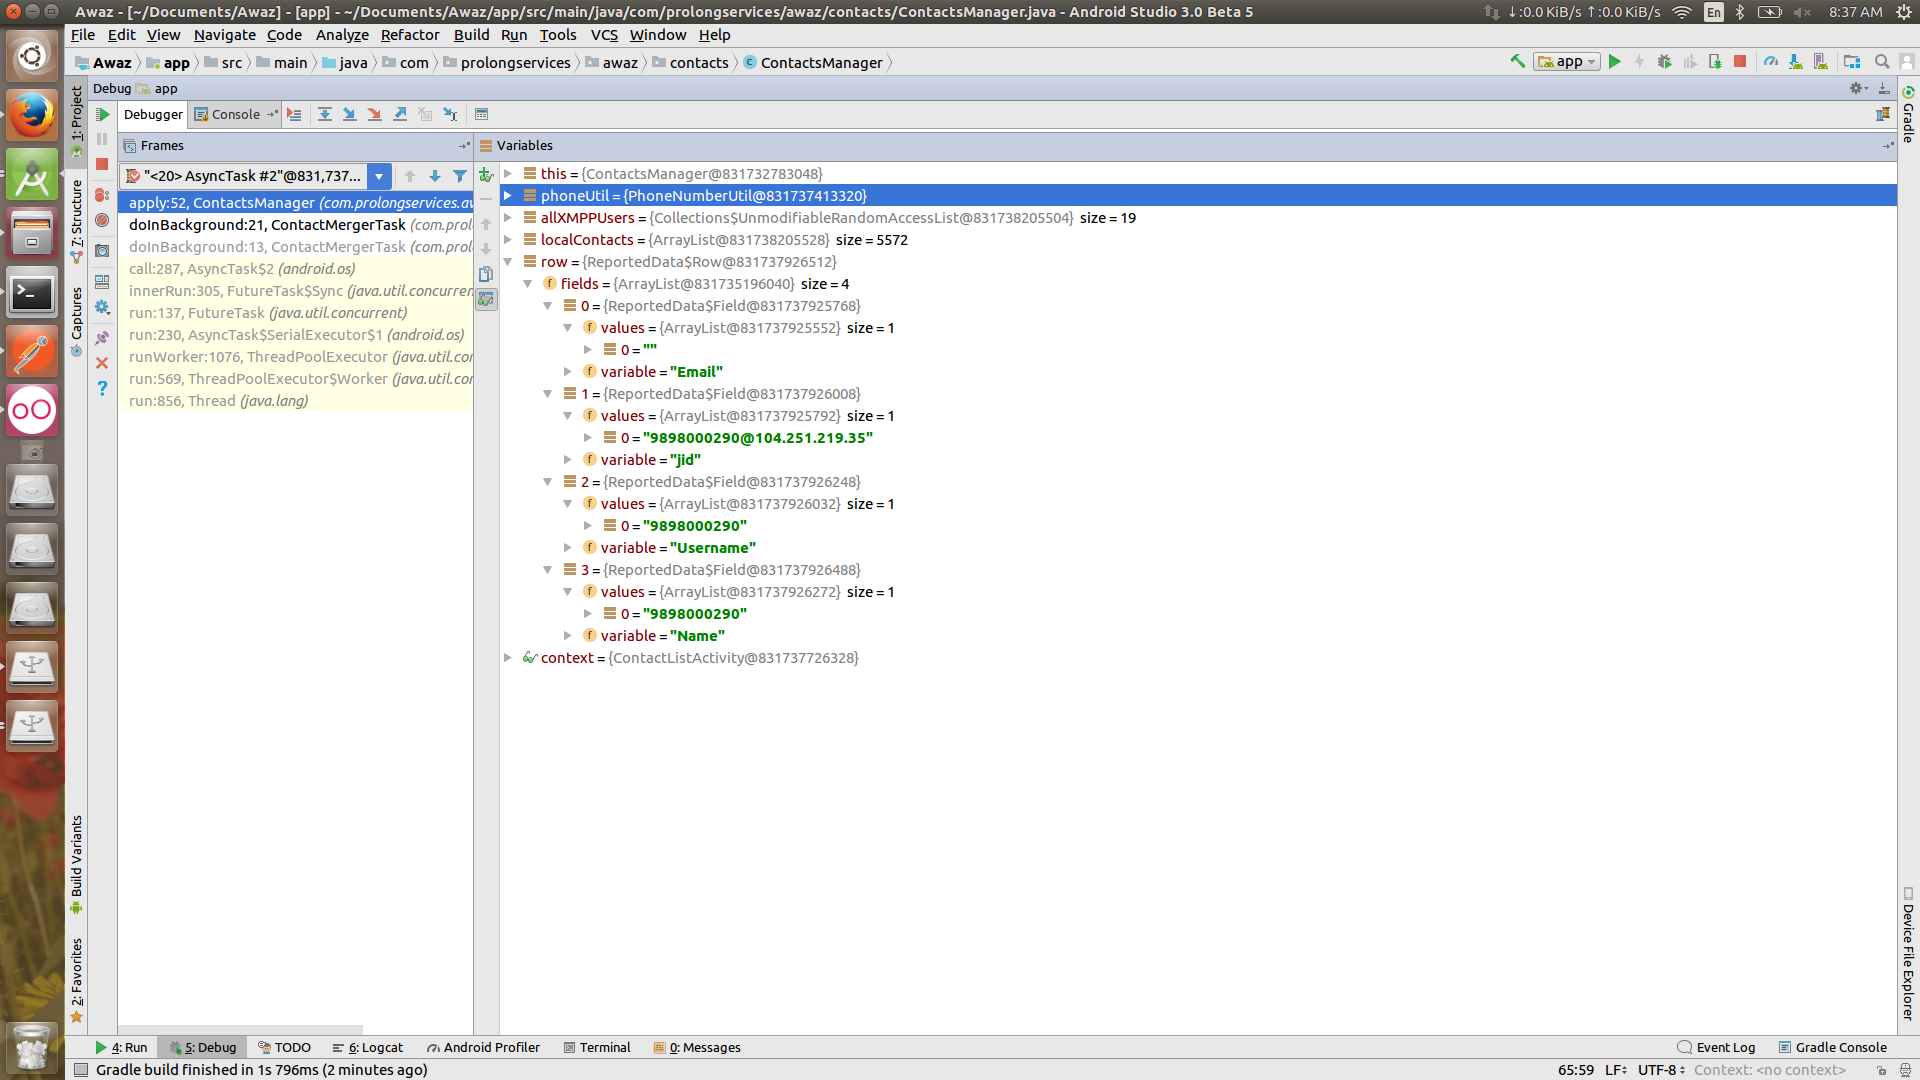 Awaz - [~/Documents/Awaz] - [app] - ~/Documents/Awaz/app/src/main/java/com/prolongservices/awaz/contacts/ContactsManager.java - Android Studio 3.0 Beta 5
↓:0.0 KiB/s ↑:0.0 KiB/s En 8:37 AM
File Edit View Navigate Code Analyze Refactor Build Run Tools VCS Window Help
Awaz app src main java com prolongservices awaz contacts ContactsManager
app
Debug app
Debugger Console
Frames
Variables
"<20> AsyncTask #2"@831,737...
apply:52, ContactsManager (com.prolongservices.aw
doInBackground:21, ContactMergerTask (com.prol
doInBackground:13, ContactMergerTask (com.prol
call:287, AsyncTask$2 (android.os)
innerRun:305, FutureTask$Sync (java.util.concurren
run:137, FutureTask (java.util.concurrent)
run:230, AsyncTask$SerialExecutor$1 (android.os)
runWorker:1076, ThreadPoolExecutor (java.util.con
run:569, ThreadPoolExecutor$Worker (java.util.con
run:856, Thread (java.lang)
this = {ContactsManager@831732783048}
phoneUtil = {PhoneNumberUtil@831737413320}
allXMPPUsers = {Collections$UnmodifiableRandomAccessList@831738205504} size = 19
localContacts = {ArrayList@831738205528} size = 5572
row = {ReportedData$Row@831737926512}
fields = {ArrayList@831735196040} size = 4
0 = {ReportedData$Field@831737925768}
values = {ArrayList@831737925552} size = 1
0 = ""
variable = "Email"
1 = {ReportedData$Field@831737926008}
values = {ArrayList@831737925792} size = 1
0 = "9898000290@104.251.219.35"
variable = "jid"
2 = {ReportedData$Field@831737926248}
values = {ArrayList@831737926032} size = 1
0 = "9898000290"
variable = "Username"
3 = {ReportedData$Field@831737926488}
values = {ArrayList@831737926272} size = 1
0 = "9898000290"
variable = "Name"
context = {ContactListActivity@831737726328}
1: Project
7: Structure
Captures
Build Variants
2: Favorites
Gradle
Device File Explorer
4: Run 5: Debug TODO 6: Logcat Android Profiler Terminal 0: Messages Event Log Gradle Console
Gradle build finished in 1s 796ms (2 minutes ago) 65:59 LF UTF-8 Context: <no context>